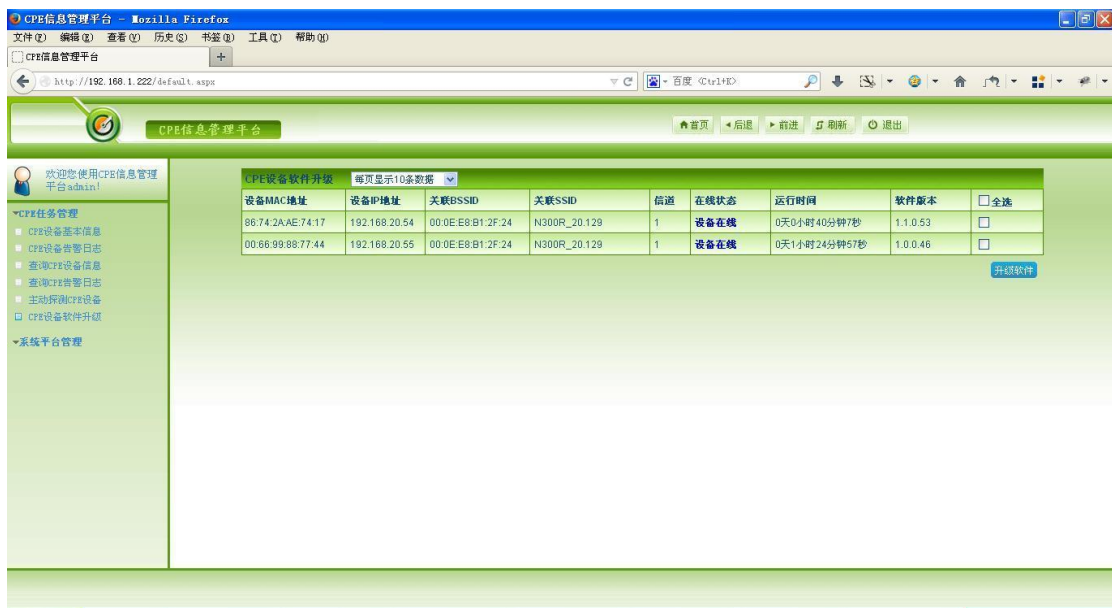 CPE信息管理平台 - Mozilla Firefox
文件(F) 编辑(E) 查看(V) 历史(S) 书签(B) 工具(T) 帮助(H)
CPE信息管理平台 +
http://192.168.1.222/default.aspx 百度 <Ctrl+K>
CPE信息管理平台 首页 后退 前进 刷新 退出
欢迎您使用CPE信息管理
平台admin!
CPE任务管理
CPE设备基本信息
CPE设备告警日志
查询CPE设备信息
查询CPE告警日志
主动探测CPE设备
CPE设备软件升级
系统平台管理
CPE设备软件升级 每页显示10条数据
设备MAC地址 设备IP地址 关联BSSID 关联SSID 信道 在线状态 运行时间 软件版本 全选
86:74:2A:AE:74:17 192.168.20.54 00:0E:E8:B1:2F:24 N300R_20.129 1 设备在线 0天0小时40分钟7秒 1.1.0.53
00:66:99:88:77:44 192.168.20.55 00:0E:E8:B1:2F:24 N300R_20.129 1 设备在线 0天1小时24分钟57秒 1.0.0.46
升级软件